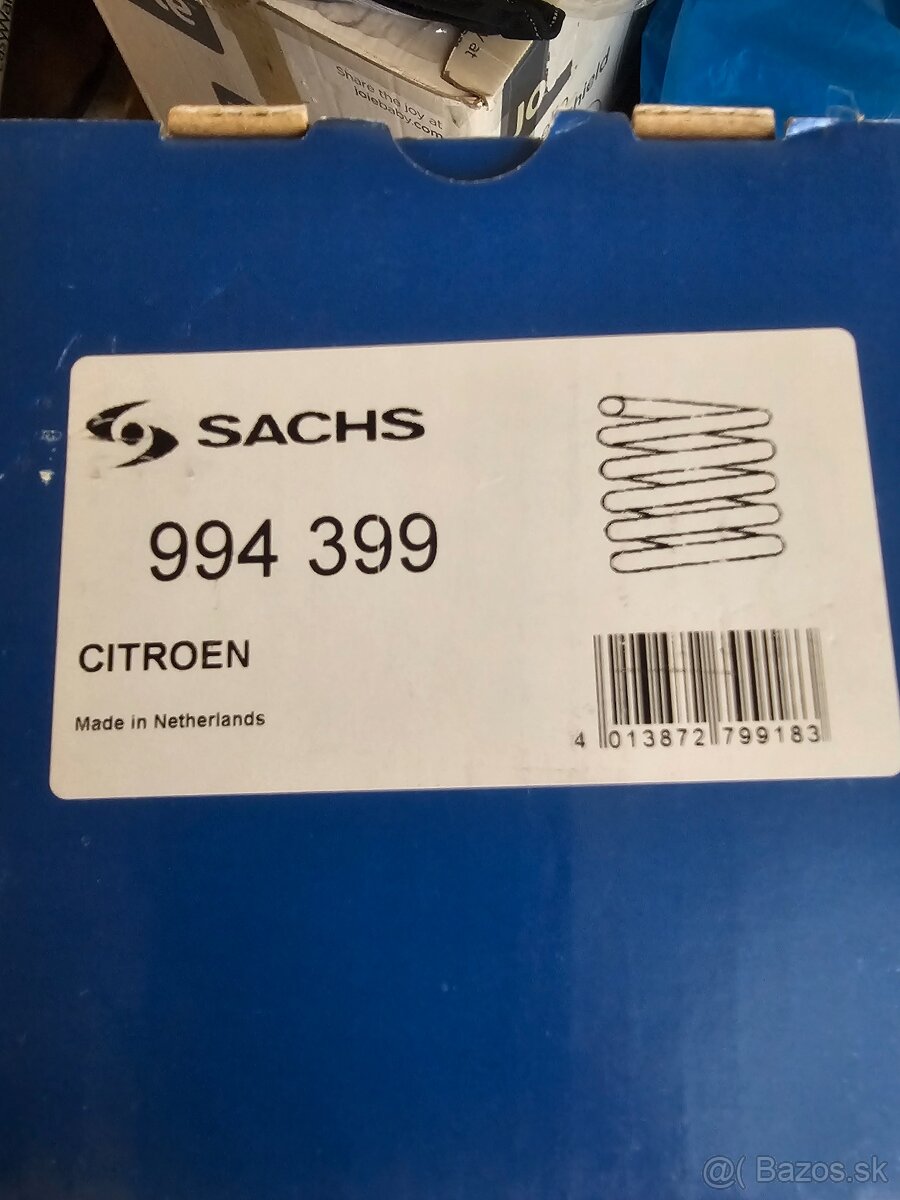 Share the joy at
joiebaby.com
SACHS
994 399
CITROEN
Made in Netherlands
4 013872 799183
@( Bazos.sk